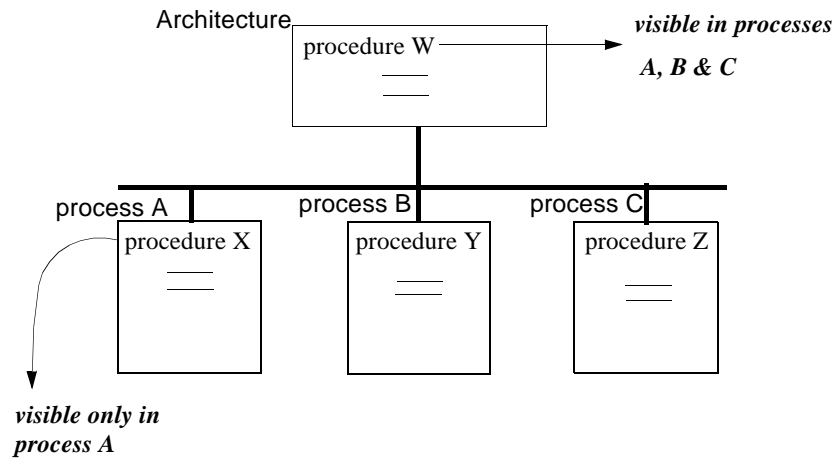 Architecture
procedure W
visible in processes
A, B & C
process A
process B
process C
procedure X
procedure Y
procedure Z
visible only in
process A